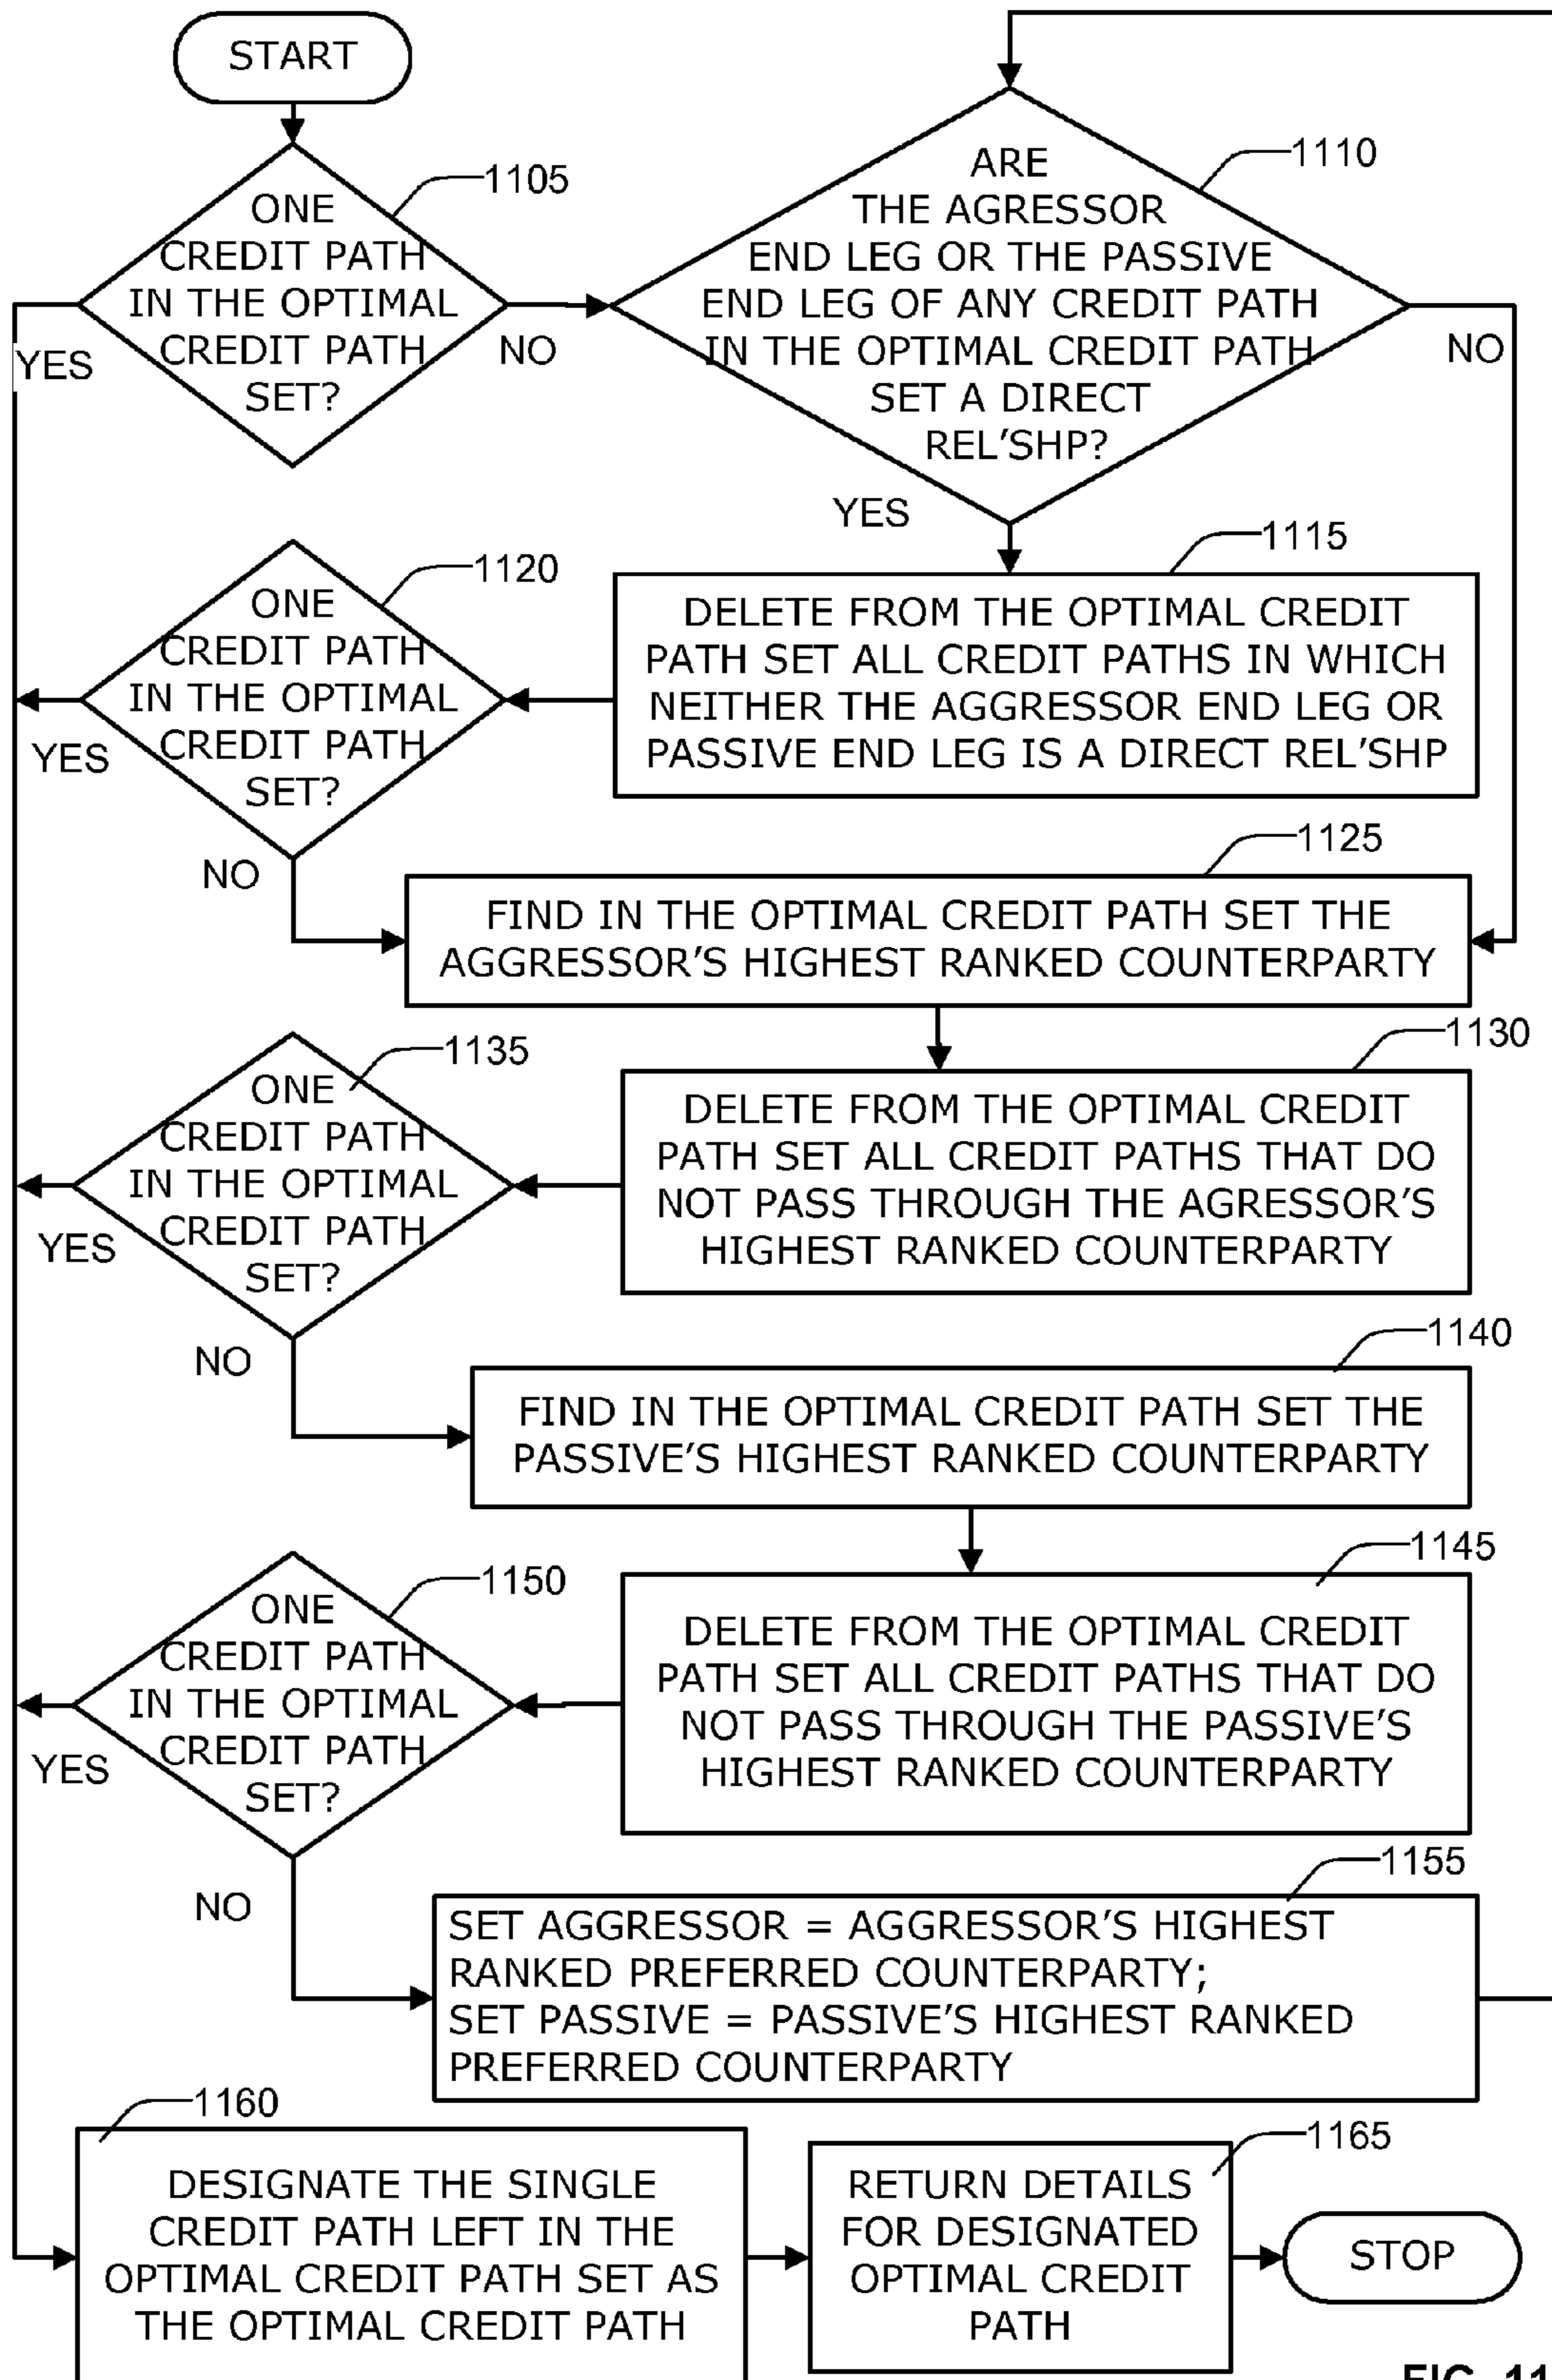 START
1105
ONE
CREDIT PATH
IN THE OPTIMAL
CREDIT PATH
SET?
YES
NO
1110
ARE
THE AGRESSOR
END LEG OR THE PASSIVE
END LEG OF ANY CREDIT PATH
IN THE OPTIMAL CREDIT PATH
SET A DIRECT
REL'SHP?
NO
YES
1115
DELETE FROM THE OPTIMAL CREDIT
PATH SET ALL CREDIT PATHS IN WHICH
NEITHER THE AGGRESSOR END LEG OR
PASSIVE END LEG IS A DIRECT REL'SHP
1120
ONE
CREDIT PATH
IN THE OPTIMAL
CREDIT PATH
SET?
YES
NO
1125
FIND IN THE OPTIMAL CREDIT PATH SET THE
AGGRESSOR'S HIGHEST RANKED COUNTERPARTY
1130
DELETE FROM THE OPTIMAL CREDIT
PATH SET ALL CREDIT PATHS THAT DO
NOT PASS THROUGH THE AGRESSOR'S
HIGHEST RANKED COUNTERPARTY
1135
ONE
CREDIT PATH
IN THE OPTIMAL
CREDIT PATH
SET?
YES
NO
1140
FIND IN THE OPTIMAL CREDIT PATH SET THE
PASSIVE'S HIGHEST RANKED COUNTERPARTY
1145
DELETE FROM THE OPTIMAL CREDIT
PATH SET ALL CREDIT PATHS THAT DO
NOT PASS THROUGH THE PASSIVE'S
HIGHEST RANKED COUNTERPARTY
1150
ONE
CREDIT PATH
IN THE OPTIMAL
CREDIT PATH
SET?
YES
NO
1155
SET AGGRESSOR = AGGRESSOR'S HIGHEST
RANKED PREFERRED COUNTERPARTY;
SET PASSIVE = PASSIVE'S HIGHEST RANKED
PREFERRED COUNTERPARTY
1160
DESIGNATE THE SINGLE
CREDIT PATH LEFT IN THE
OPTIMAL CREDIT PATH SET AS
THE OPTIMAL CREDIT PATH
1165
RETURN DETAILS
FOR DESIGNATED
OPTIMAL CREDIT
PATH
STOP
FIG. 11